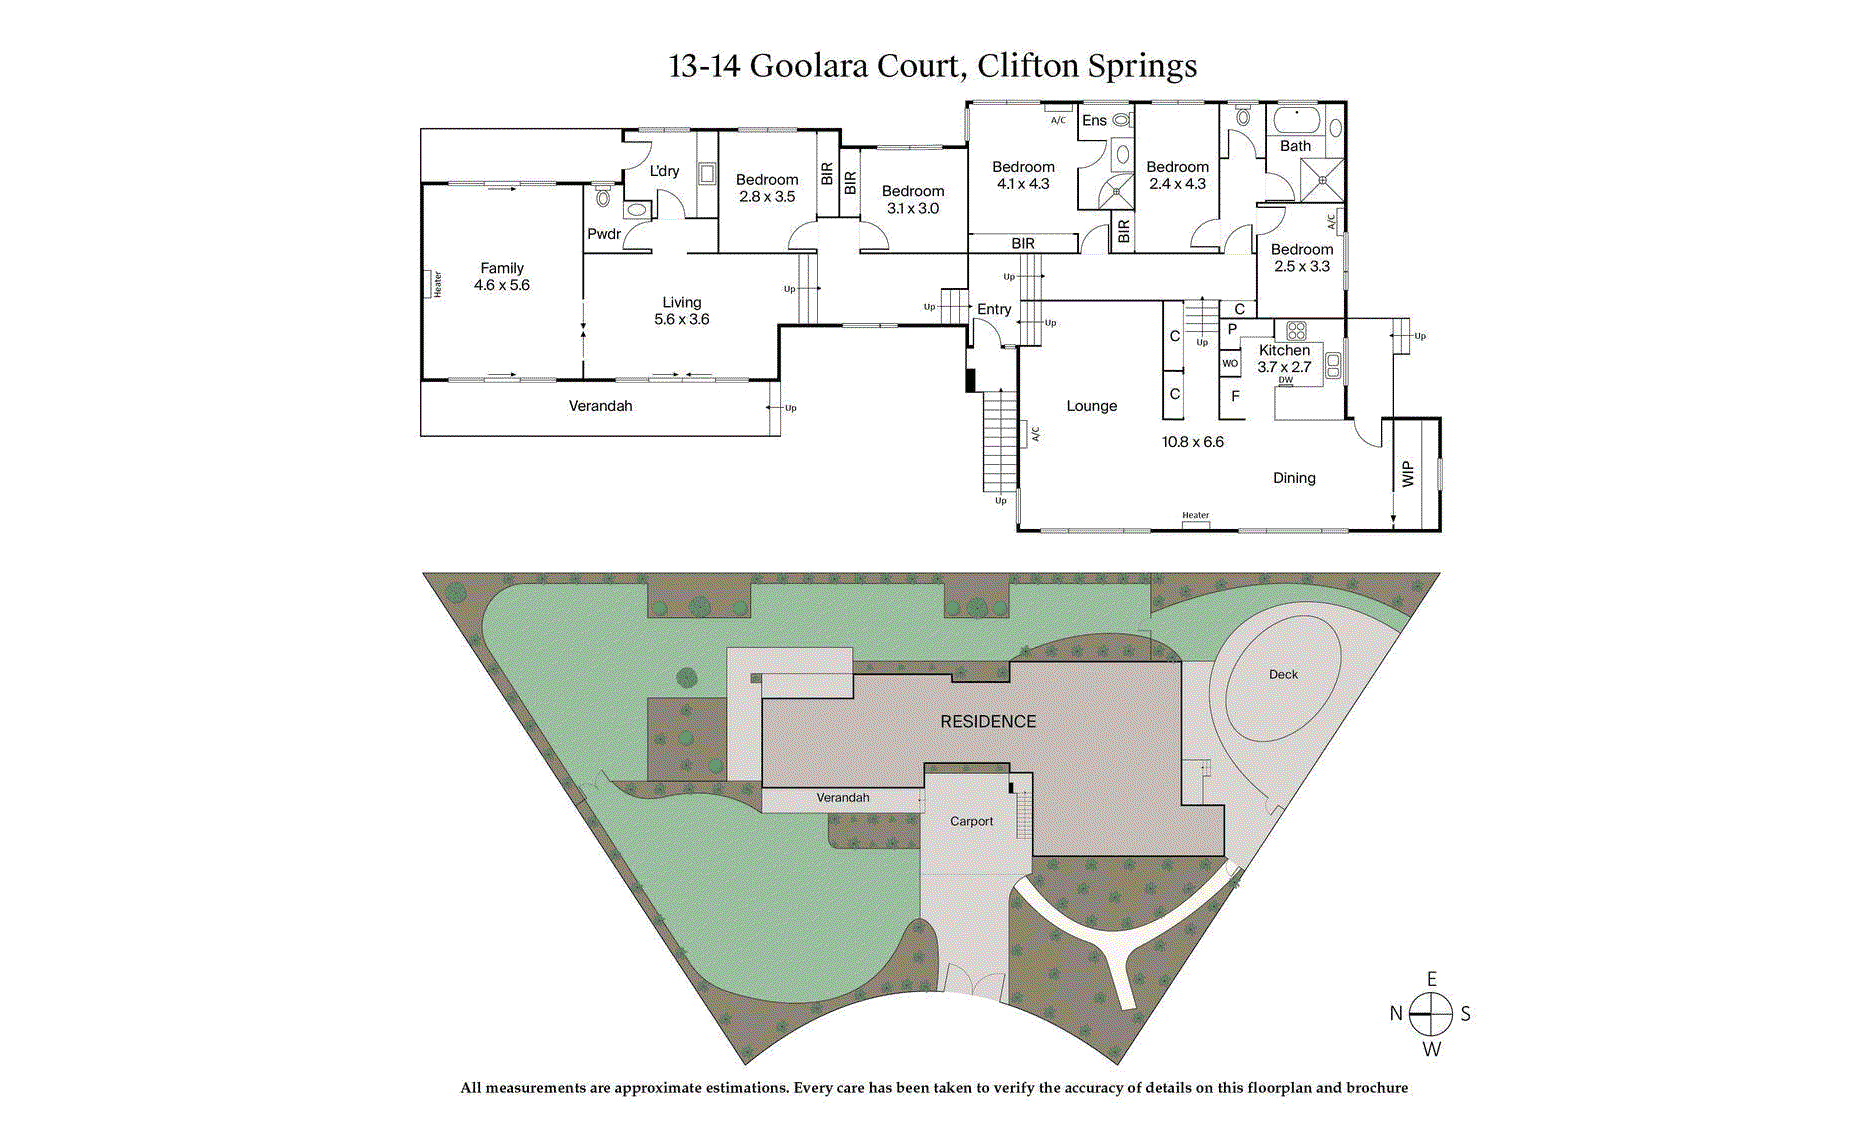 13-14 Goolara Court, Clifton Springs
A/C
Ens
Bath
L'dry
Bedroom
2.8 x 3.5
BIR
BIR
Bedroom
3.1 x 3.0
Bedroom
4.1 x 4.3
Bedroom
2.4 x 4.3
BIR
BIR
A/C
Bedroom
2.5 x 3.3
Pwdr
Family
4.6 x 5.6
Heater
Living
5.6 x 3.6
Up
Up
Up
Entry
Up
C
C
Up
C
P
WO
F
Kitchen
3.7 x 2.7
DW
Up
Verandah
Up
Lounge
A/C
10.8 x 6.6
Dining
WIP
Up
Heater
Deck
RESIDENCE
Verandah
Carport
E
N
S
W
All measurements are approximate estimations. Every care has been taken to verify the accuracy of details on this floorplan and brochure